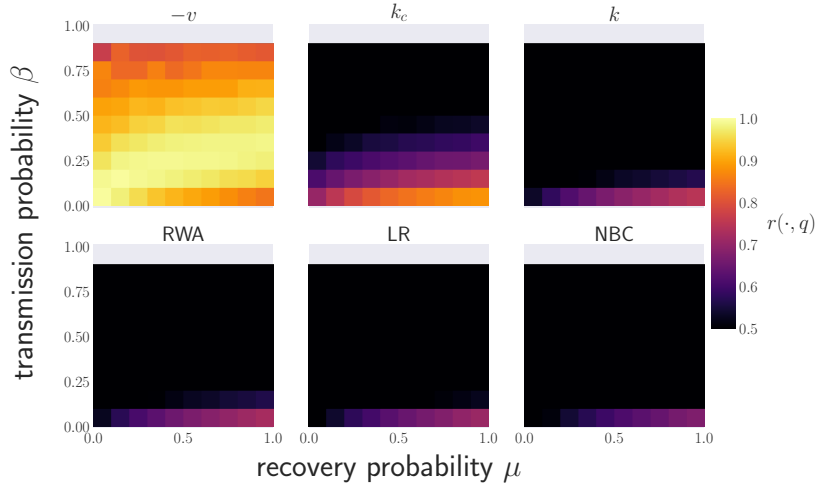 −v k_c k
1.00
0.75
0.50
0.25
0.00
transmission probability β
1.0
0.9
0.8
0.7
0.6
0.5
r(·, q)
RWA LR NBC
1.00
0.75
0.50
0.25
0.00
0.0 0.5 1.0 0.0 0.5 1.0 0.0 0.5 1.0
recovery probability μ